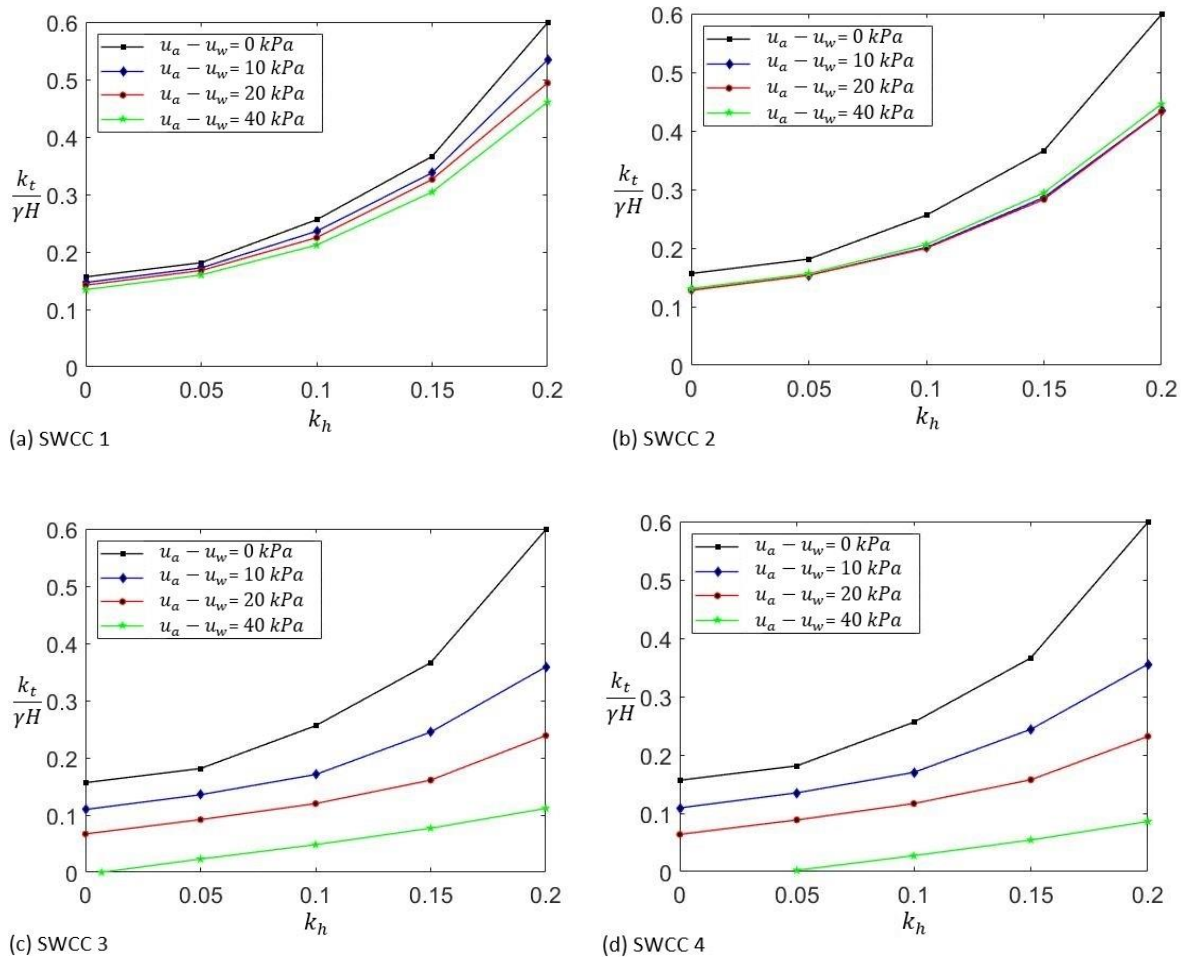 0.6
0.5
0.4
0.3
0.2
0.1
0
k_t
γH
u_a − u_w = 0 kPa
u_a − u_w = 10 kPa
u_a − u_w = 20 kPa
u_a − u_w = 40 kPa
0 0.05 0.1 0.15 0.2
k_h
(a) SWCC 1
0.6
0.5
0.4
0.3
0.2
0.1
0
k_t
γH
u_a − u_w = 0 kPa
u_a − u_w = 10 kPa
u_a − u_w = 20 kPa
u_a − u_w = 40 kPa
0 0.05 0.1 0.15 0.2
k_h
(b) SWCC 2
0.6
0.5
0.4
0.3
0.2
0.1
0
k_t
γH
u_a − u_w = 0 kPa
u_a − u_w = 10 kPa
u_a − u_w = 20 kPa
u_a − u_w = 40 kPa
0 0.05 0.1 0.15 0.2
k_h
(c) SWCC 3
0.6
0.5
0.4
0.3
0.2
0.1
0
k_t
γH
u_a − u_w = 0 kPa
u_a − u_w = 10 kPa
u_a − u_w = 20 kPa
u_a − u_w = 40 kPa
0 0.05 0.1 0.15 0.2
k_h
(d) SWCC 4